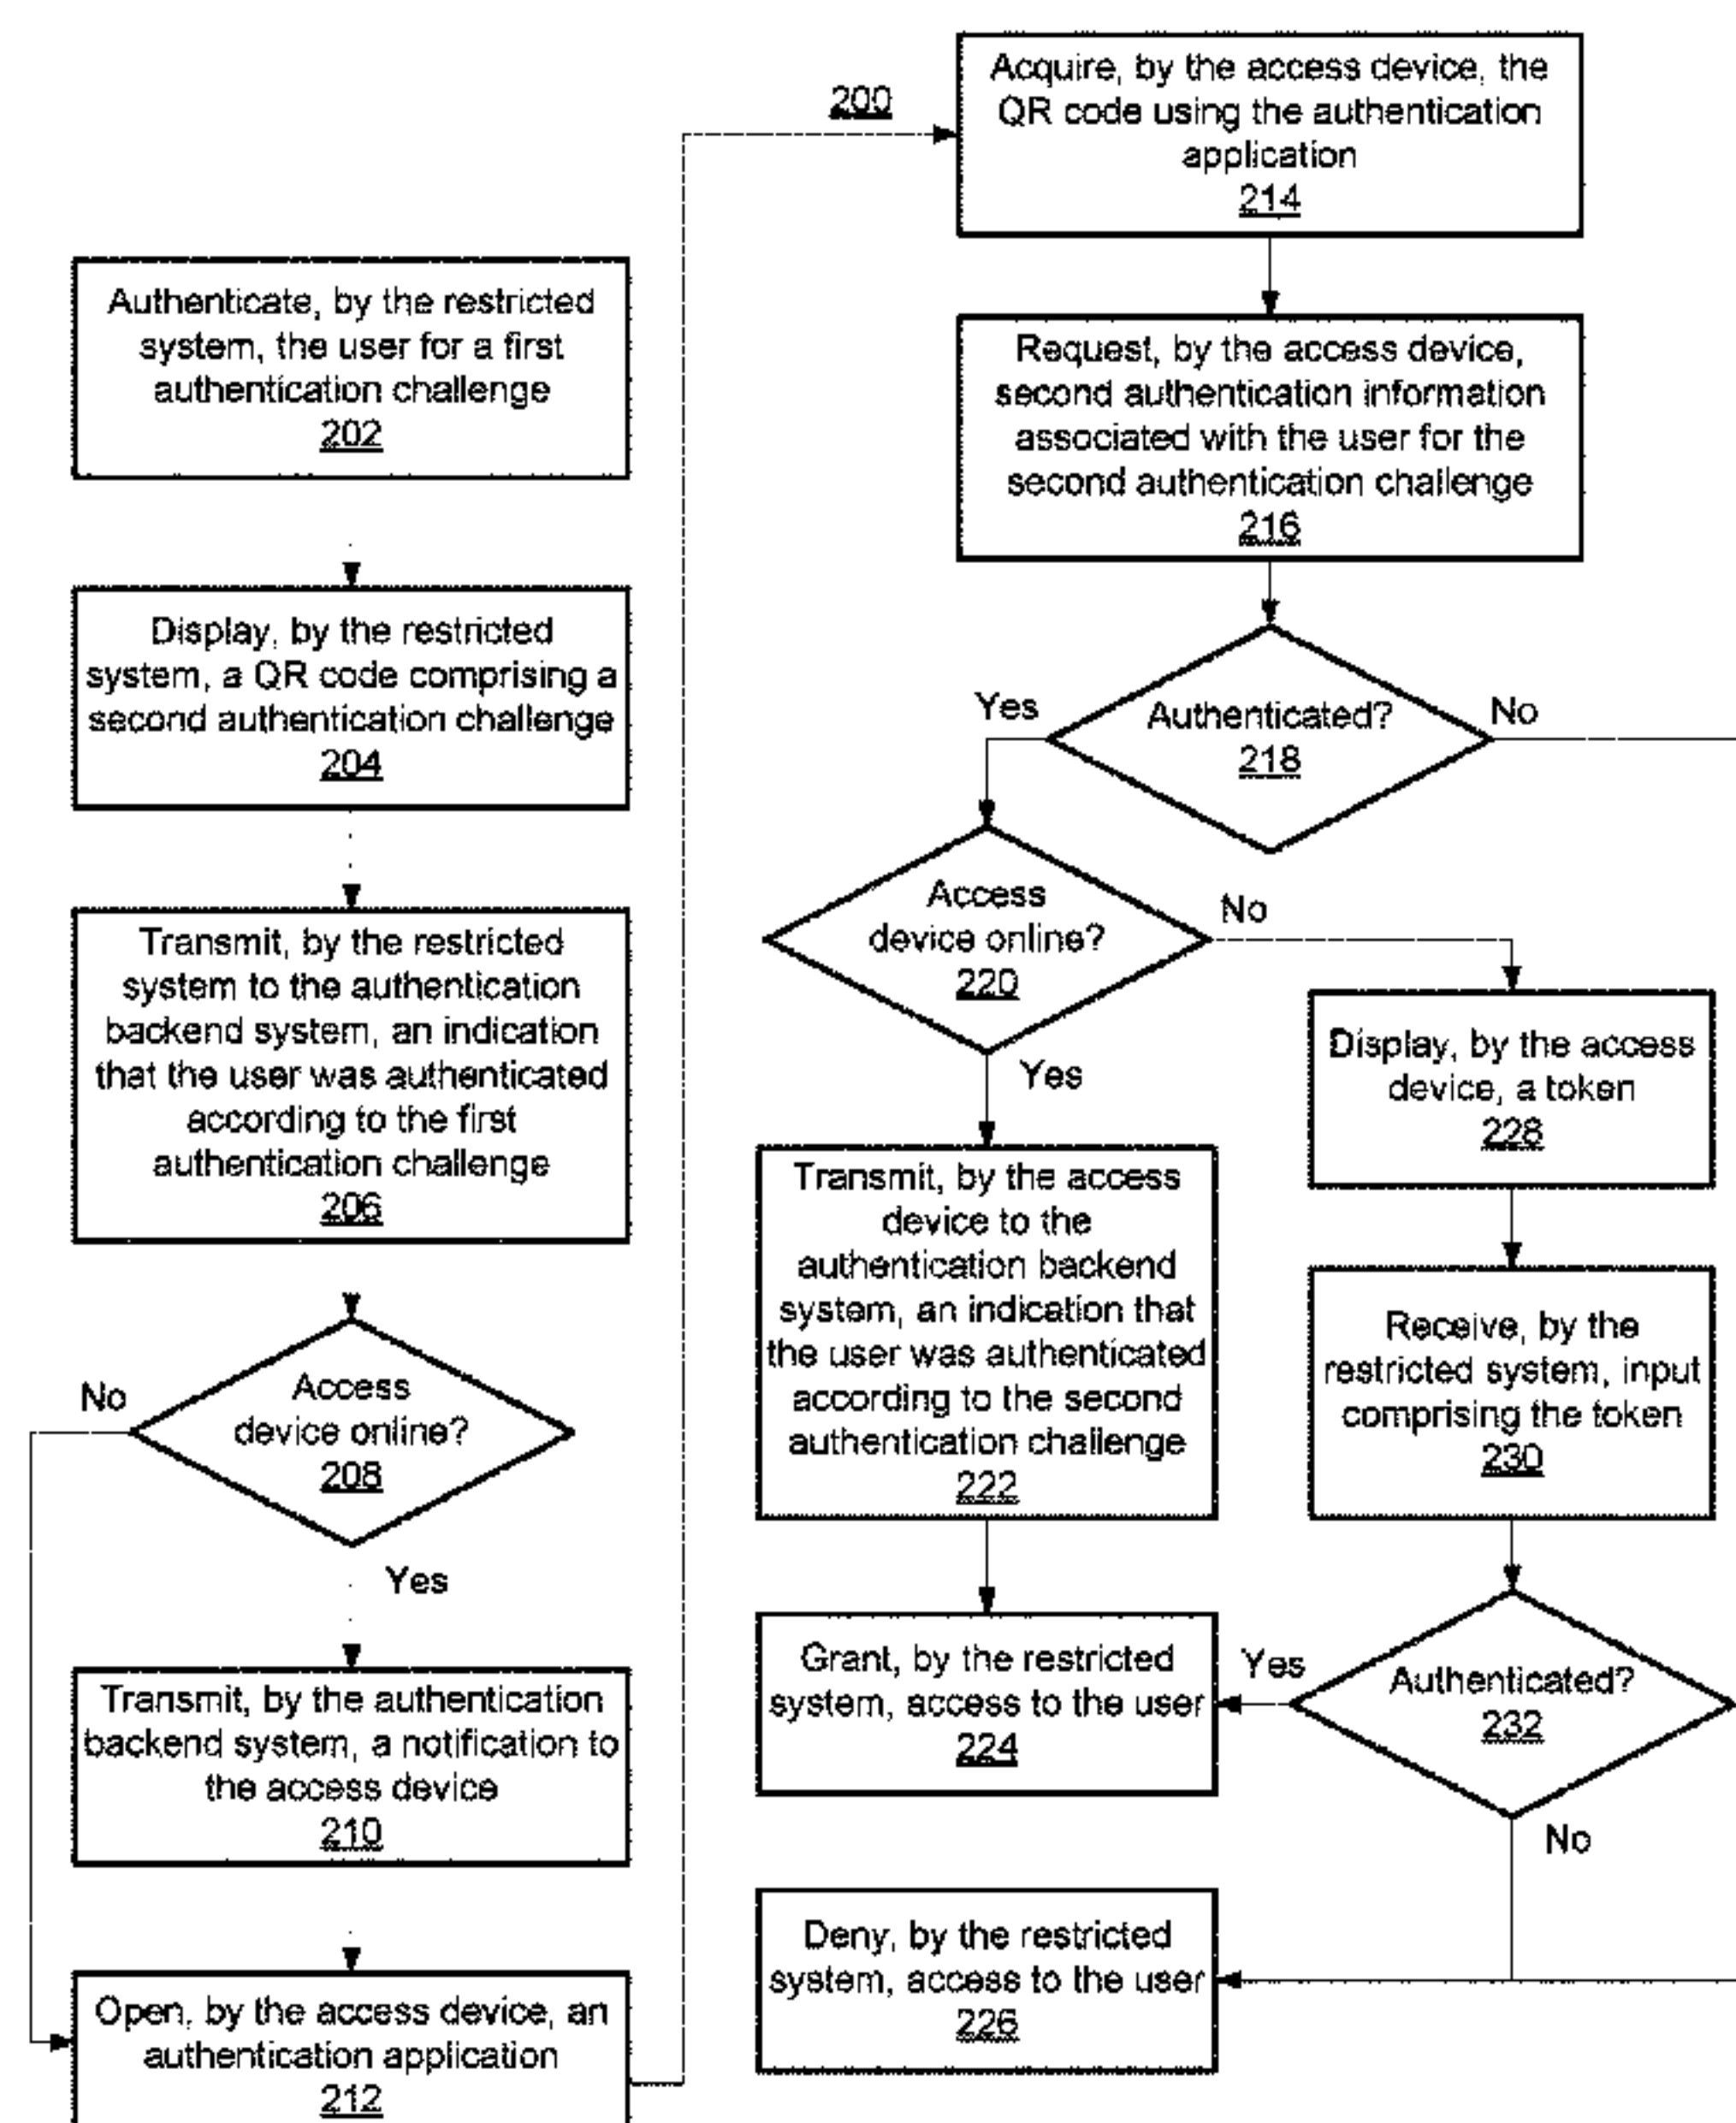 Authenticate, by the restricted
system, the user for a first
authentication challenge
202
Display, by the restricted
system, a QR code comprising a
second authentication challenge
204
Transmit, by the restricted
system to the authentication
backend system, an indication
that the user was authenticated
according to the first
authentication challenge
206
No
Access
device online?
208
Yes
Transmit, by the authentication
backend system, a notification to
the access device
210
Open, by the access device, an
authentication application
212
200
Acquire, by the access device, the
QR code using the authentication
application
214
Request, by the access device,
second authentication information
associated with the user for the
second authentication challenge
216
Yes
Authenticated?
218
No
Access
device online?
220
No
Yes
Transmit, by the access
device to the
authentication backend
system, an indication that
the user was authenticated
according to the second
authentication challenge
222
Display, by the access
device, a token
228
Receive, by the
restricted system, input
comprising the token
230
Grant, by the restricted
system, access to the user
224
Yes
Authenticated?
232
No
Deny, by the restricted
system, access to the user
226